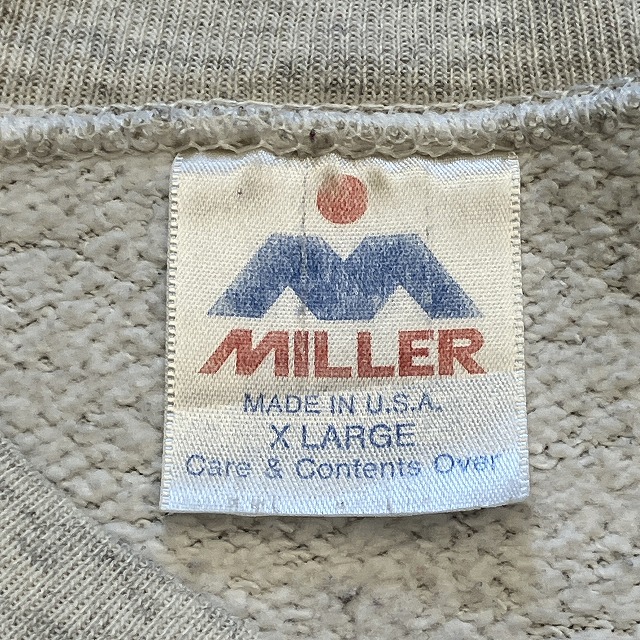 MILLER
MADE IN U.S.A.
X LARGE
Care & Contents Over